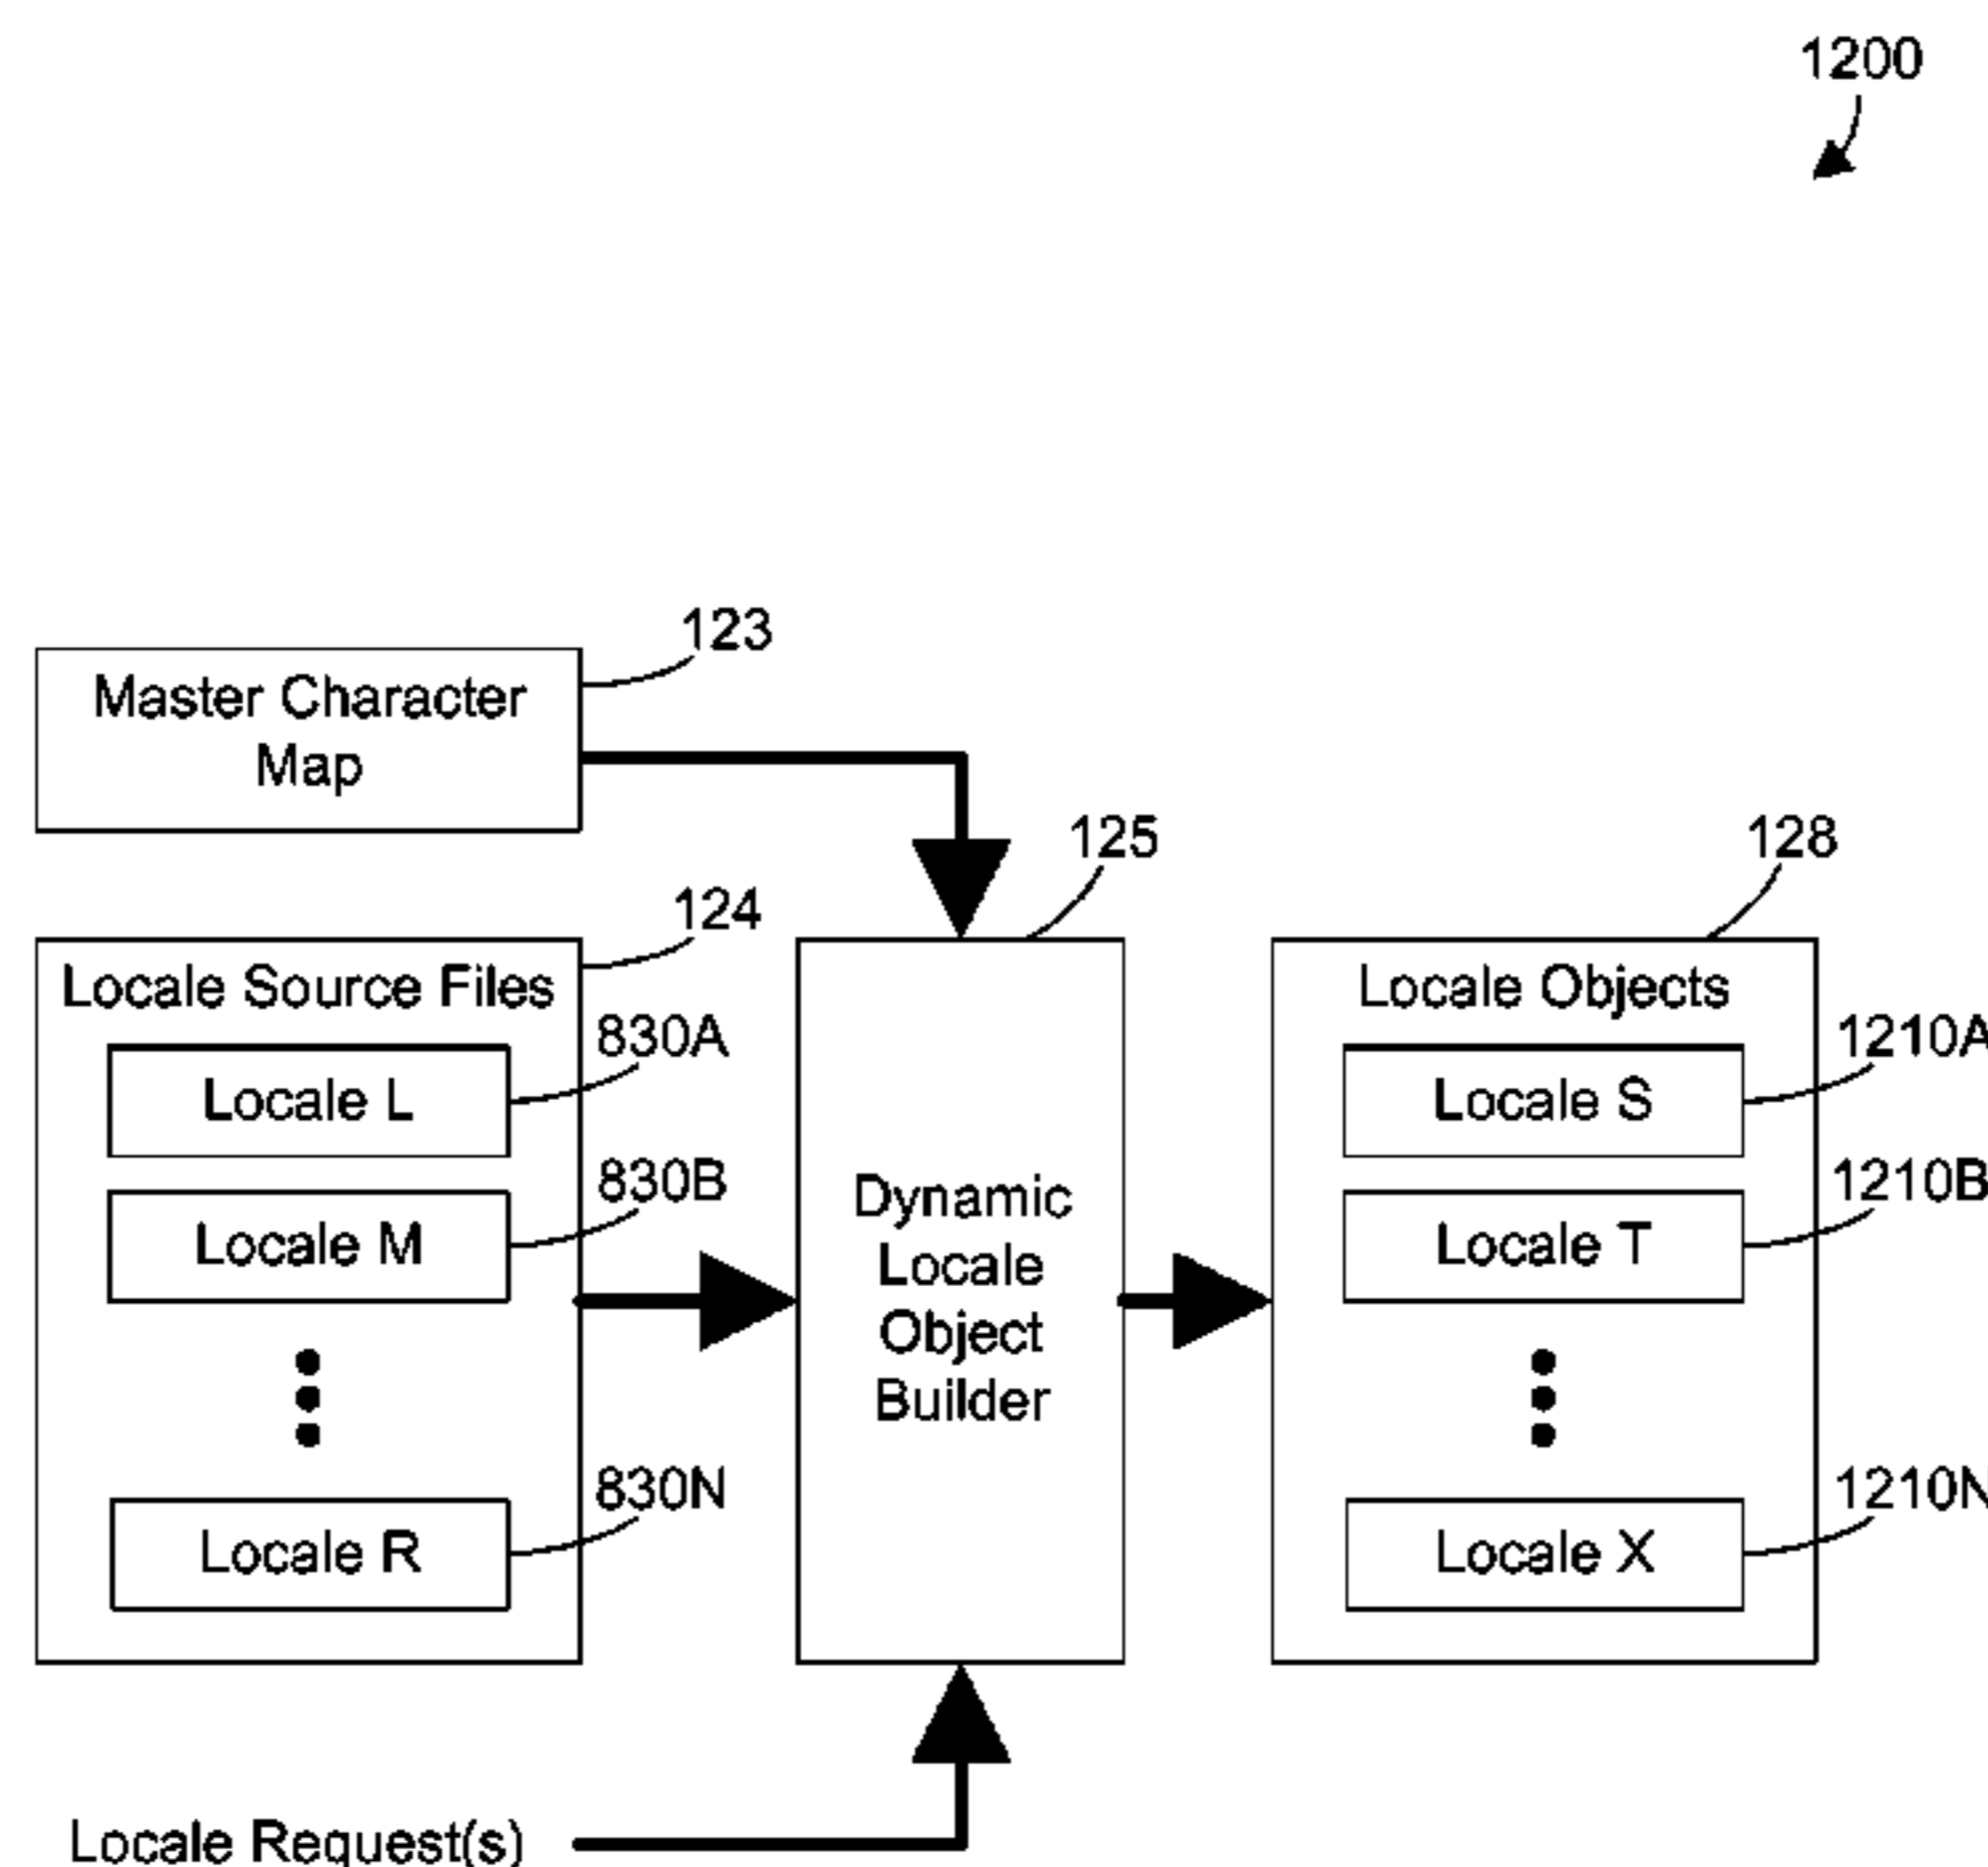 1200
123
Master Character
Map
125
128
124
Locale Source Files
Locale Objects
830A
1210A
Locale L
Locale S
830B
1210B
Dynamic
Locale
Object
Builder
Locale M
Locale T
830N
1210N
Locale R
Locale X
Locale Request(s)